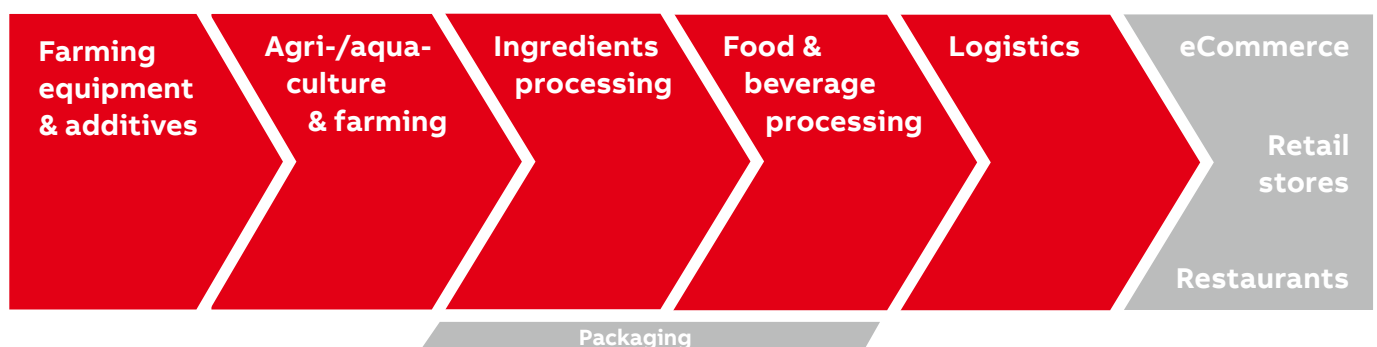 Farming
equipment
& additives
Agri-/aqua-
culture
& farming
Ingredients
processing
Food &
beverage
processing
Logistics
eCommerce
Retail
stores
Restaurants
Packaging